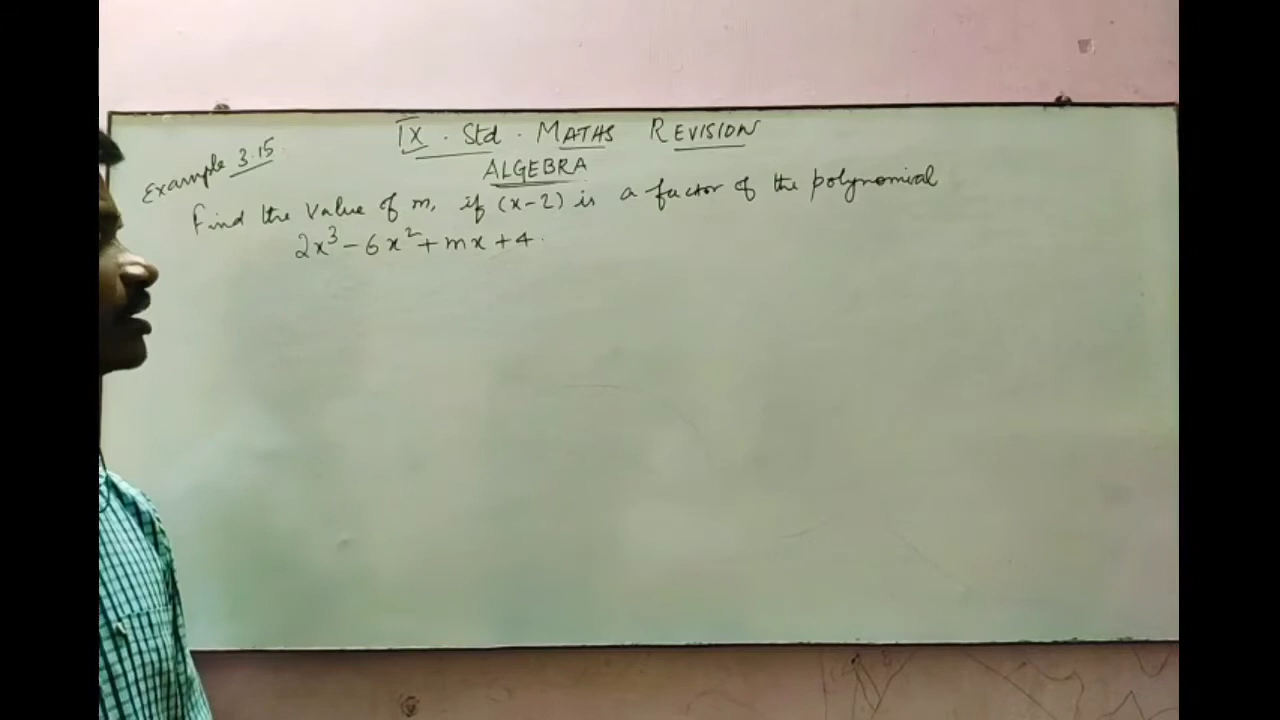 IX. Std. MATHS REVISION
ALGEBRA
Example 3.15.
Find the value of m, if (x-2) is a factor of the polynomial
2x³ - 6x² + mx + 4.